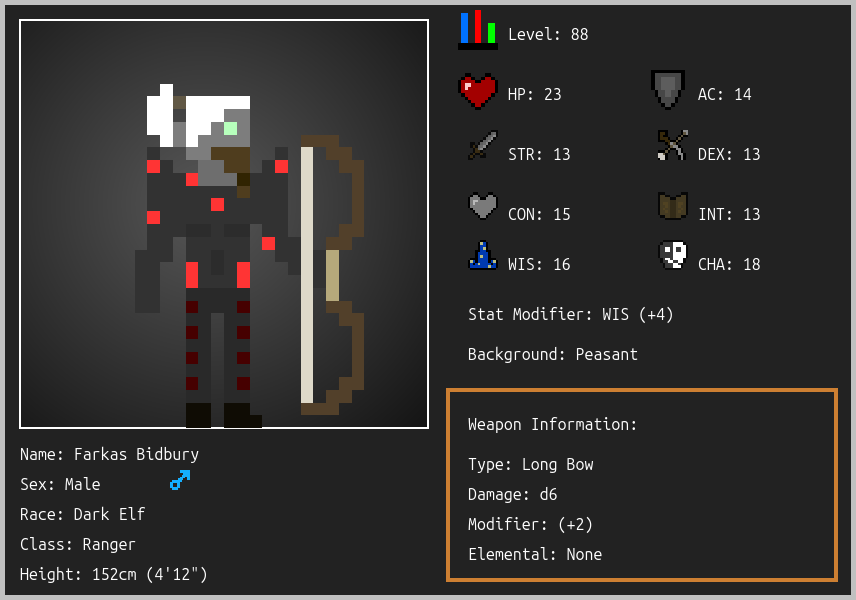 Level: 88
HP: 23
AC: 14
STR: 13
DEX: 13
CON: 15
INT: 13
WIS: 16
CHA: 18
Stat Modifier: WIS (+4)
Background: Peasant
Weapon Information:
Type: Long Bow
Damage: d6
Modifier: (+2)
Elemental: None
Name: Farkas Bidbury
Sex: Male
Race: Dark Elf
Class: Ranger
Height: 152cm (4'12")